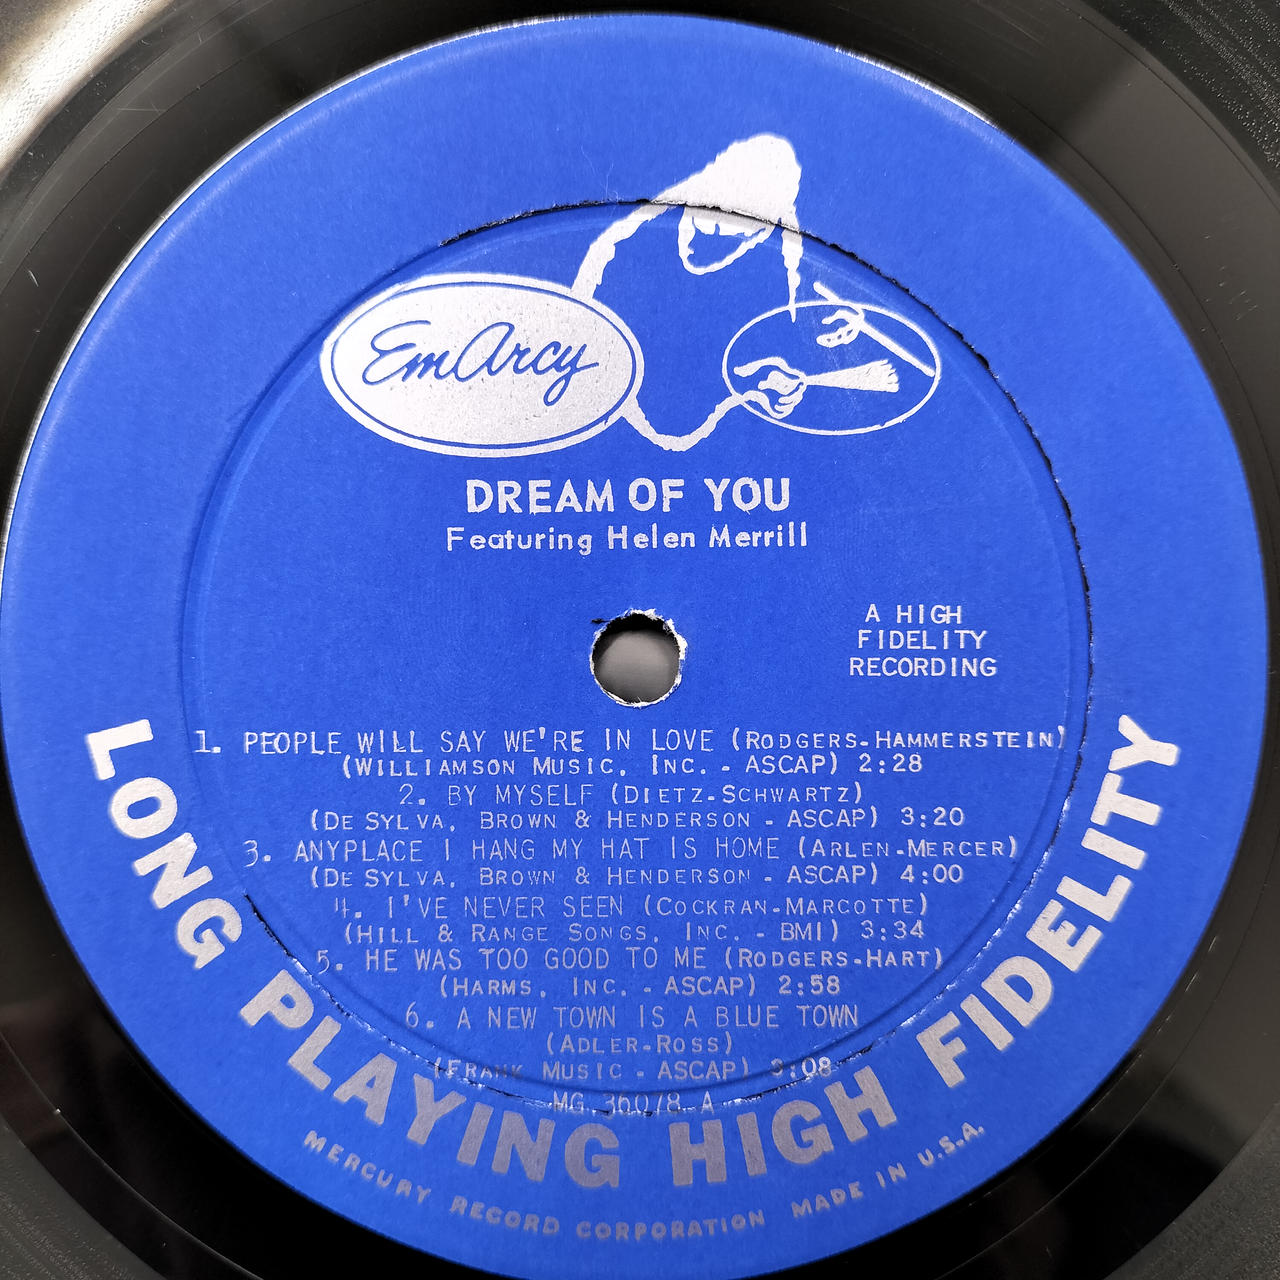 EmArcy
DREAM OF YOU
Featuring Helen Merrill
A HIGH
FIDELITY
RECORDING
1. PEOPLE WILL SAY WE'RE IN LOVE (RODGERS-HAMMERSTEIN)
(WILLIAMSON MUSIC, INC. - ASCAP) 2:28
2. BY MYSELF (DIETZ-SCHWARTZ)
(DE SYLVA, BROWN & HENDERSON - ASCAP) 3:20
3. ANYPLACE I HANG MY HAT IS HOME (ARLEN-MERCER)
(DE SYLVA, BROWN & HENDERSON - ASCAP) 4:00
4. I'VE NEVER SEEN (COCKRAN-MARCOTTE)
(HILL & RANGE SONGS, INC. - BMI) 3:34
5. HE WAS TOO GOOD TO ME (RODGERS-HART)
(HARMS, INC. - ASCAP) 2:58
6. A NEW TOWN IS A BLUE TOWN
(ADLER-ROSS)
(FRANK MUSIC - ASCAP) 3:08
MG 36078 A
LONG PLAYING HIGH FIDELITY
MERCURY RECORD CORPORATION MADE IN U.S.A.